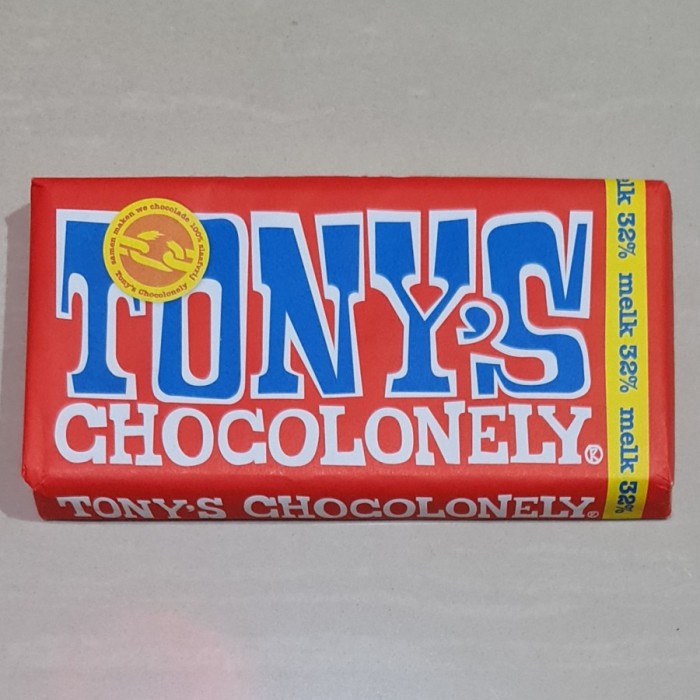 TONY'S
CHOCOLONELY®
TONY'S CHOCOLONELY®
samen maken we chocolade 100% slaafvrij
Tony's Chocolonely
melk 32% melk 32% melk 32%